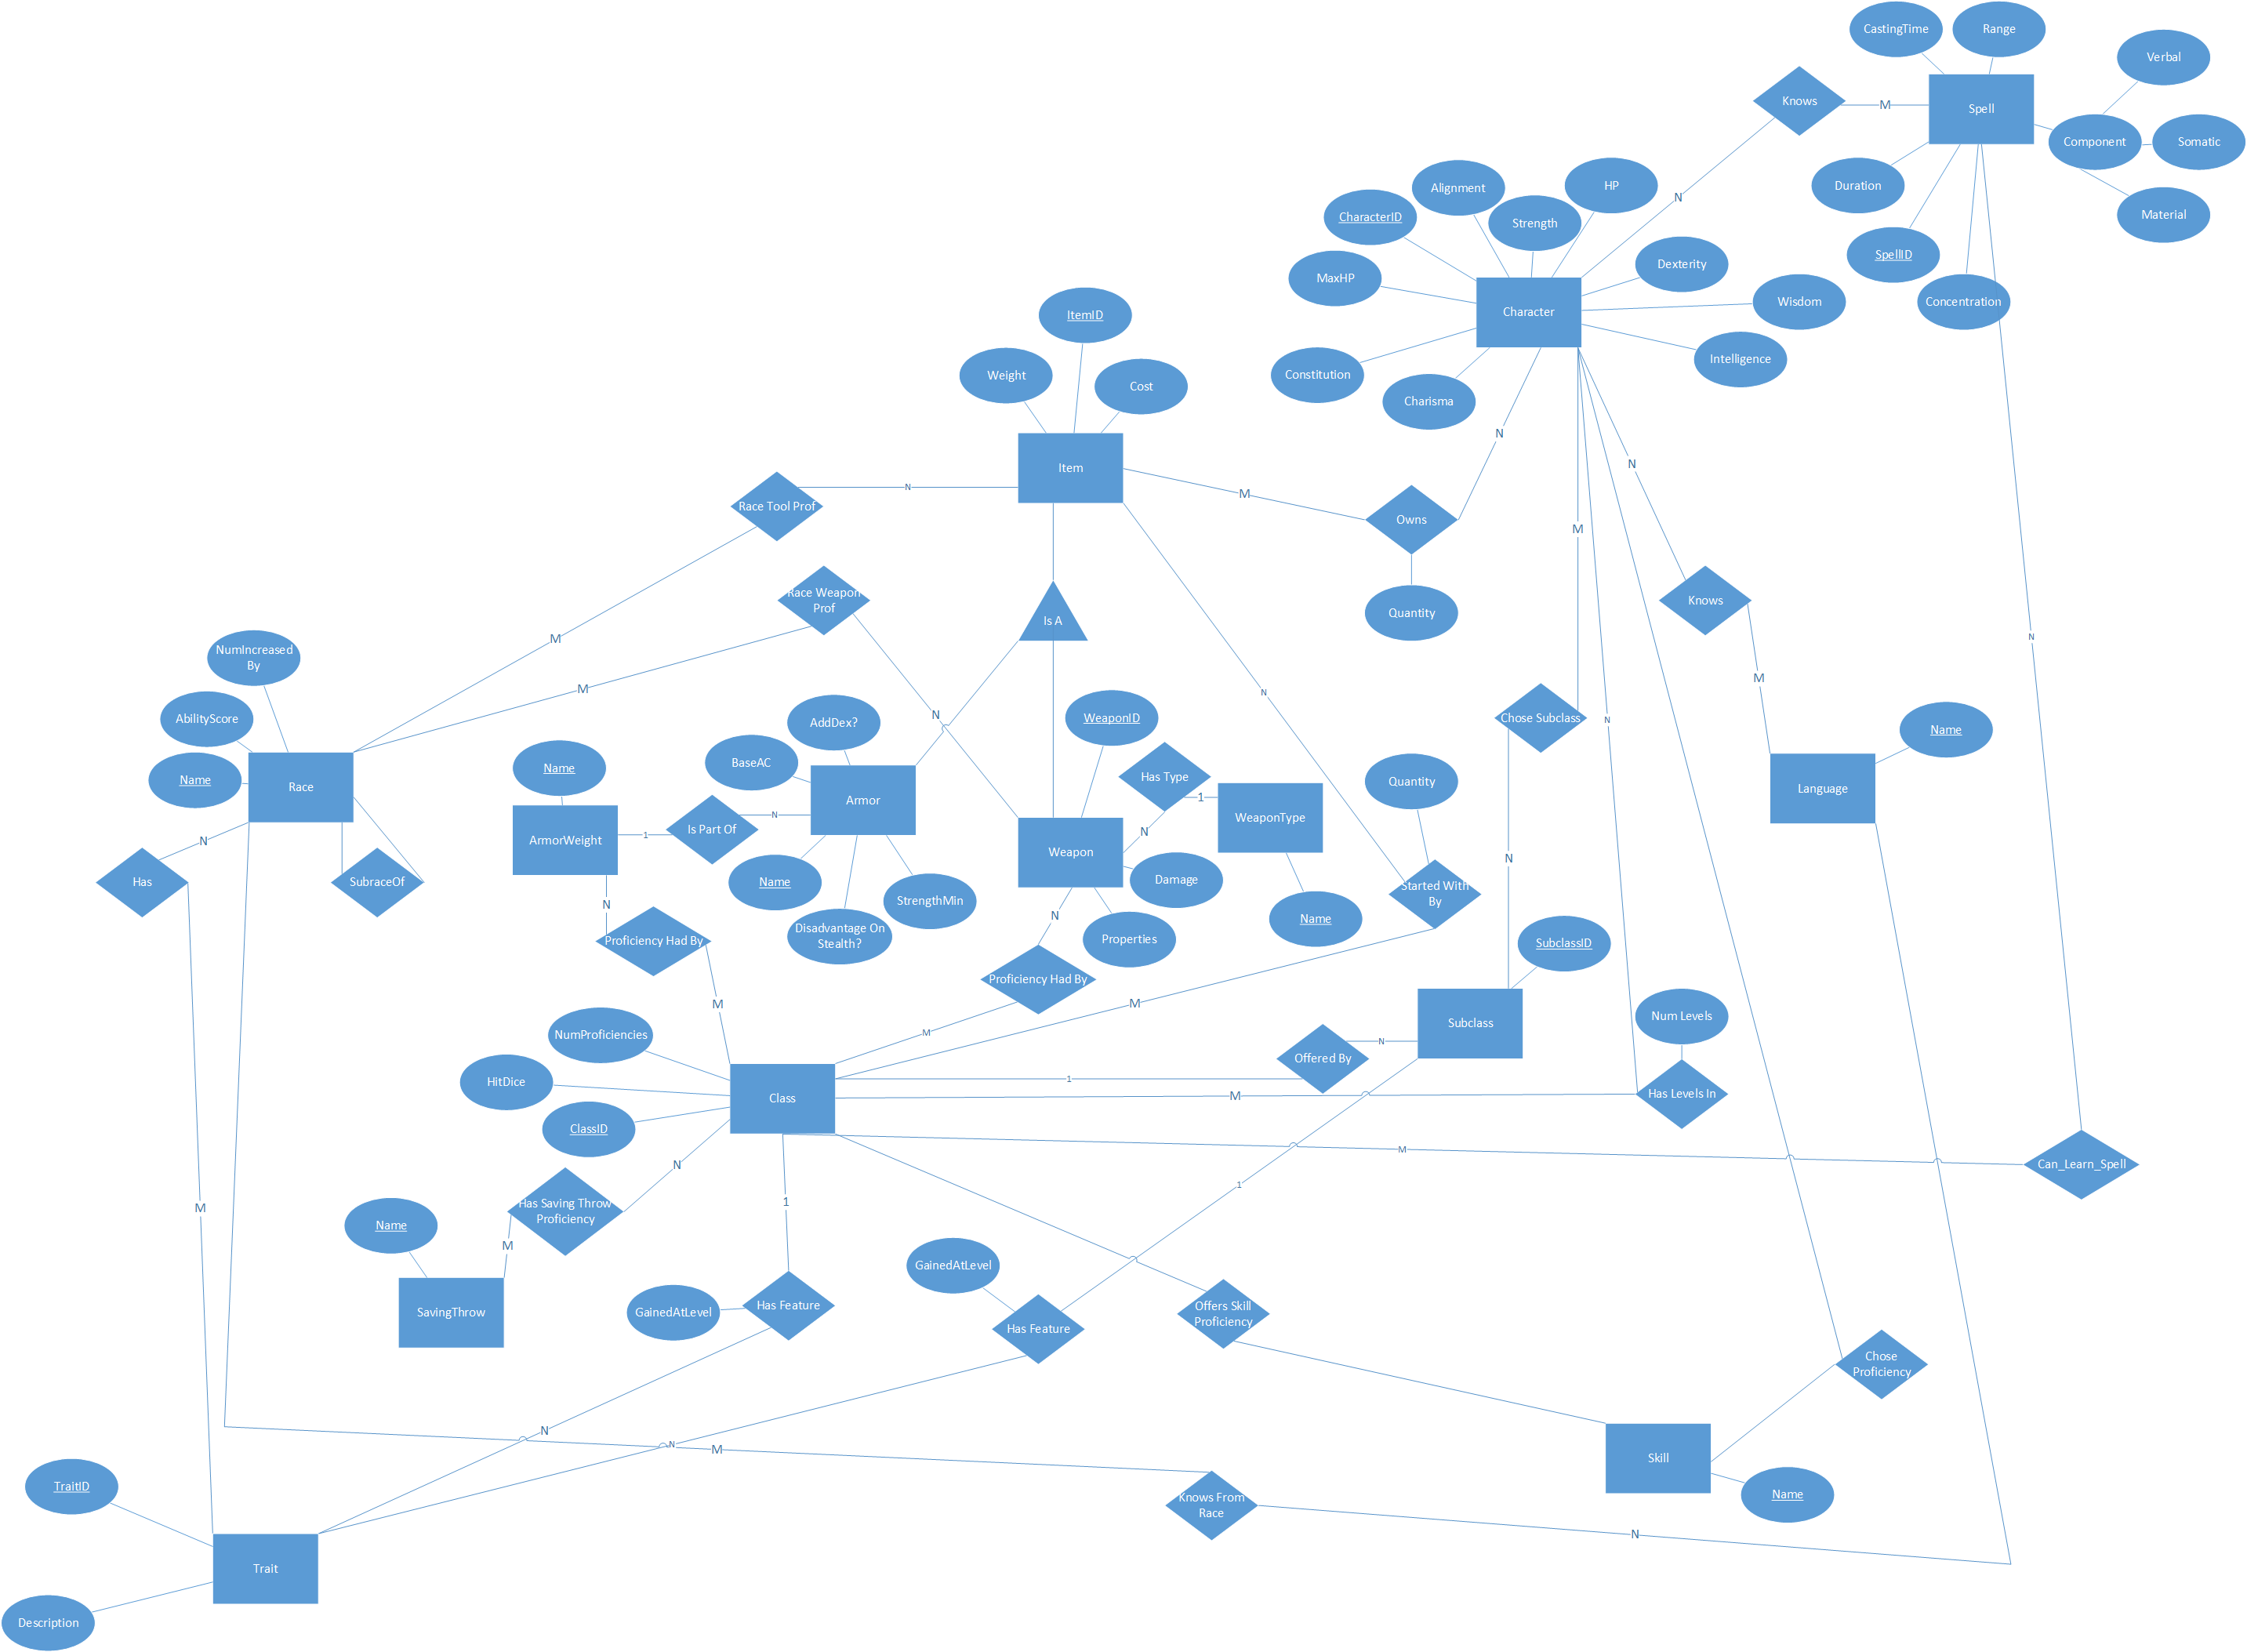 CastingTime
Range
Verbal
Knows
M
Spell
Component
Somatic
Duration
Material
SpellID
Concentration
Alignment
HP
N
CharacterID
Strength
MaxHP
Dexterity
Wisdom
Character
Intelligence
Constitution
Charisma
ItemID
Weight
Cost
Item
N
M
N
N
Race Tool Prof
N
Owns
M
Quantity
Race Weapon
Prof
Is A
Knows
M
N
M
NumIncreased
By
M
N
N
N
Chose Subclass
AbilityScore
AddDex?
WeaponID
Name
Name
Name
BaseAC
Has Type
Quantity
Race
Armor
1
WeaponType
Language
ArmorWeight
1
Is Part Of
N
N
Weapon
N
Has
SubraceOf
Name
Damage
Started With
By
N
StrengthMin
Name
N
Disadvantage On
Stealth?
N
Properties
Proficiency Had By
SubclassID
Proficiency Had By
M
M
Num Levels
NumProficiencies
M
Offered By
N
Subclass
HitDice
Class
1
M
Has Levels In
ClassID
M
Can_Learn_Spell
N
1
M
Has Saving Throw
Proficiency
1
Name
M
GainedAtLevel
SavingThrow
GainedAtLevel
Has Feature
Has Feature
Offers Skill
Proficiency
Chose
Proficiency
N
N
M
Skill
TraitID
Name
Knows From
Race
N
Trait
Description